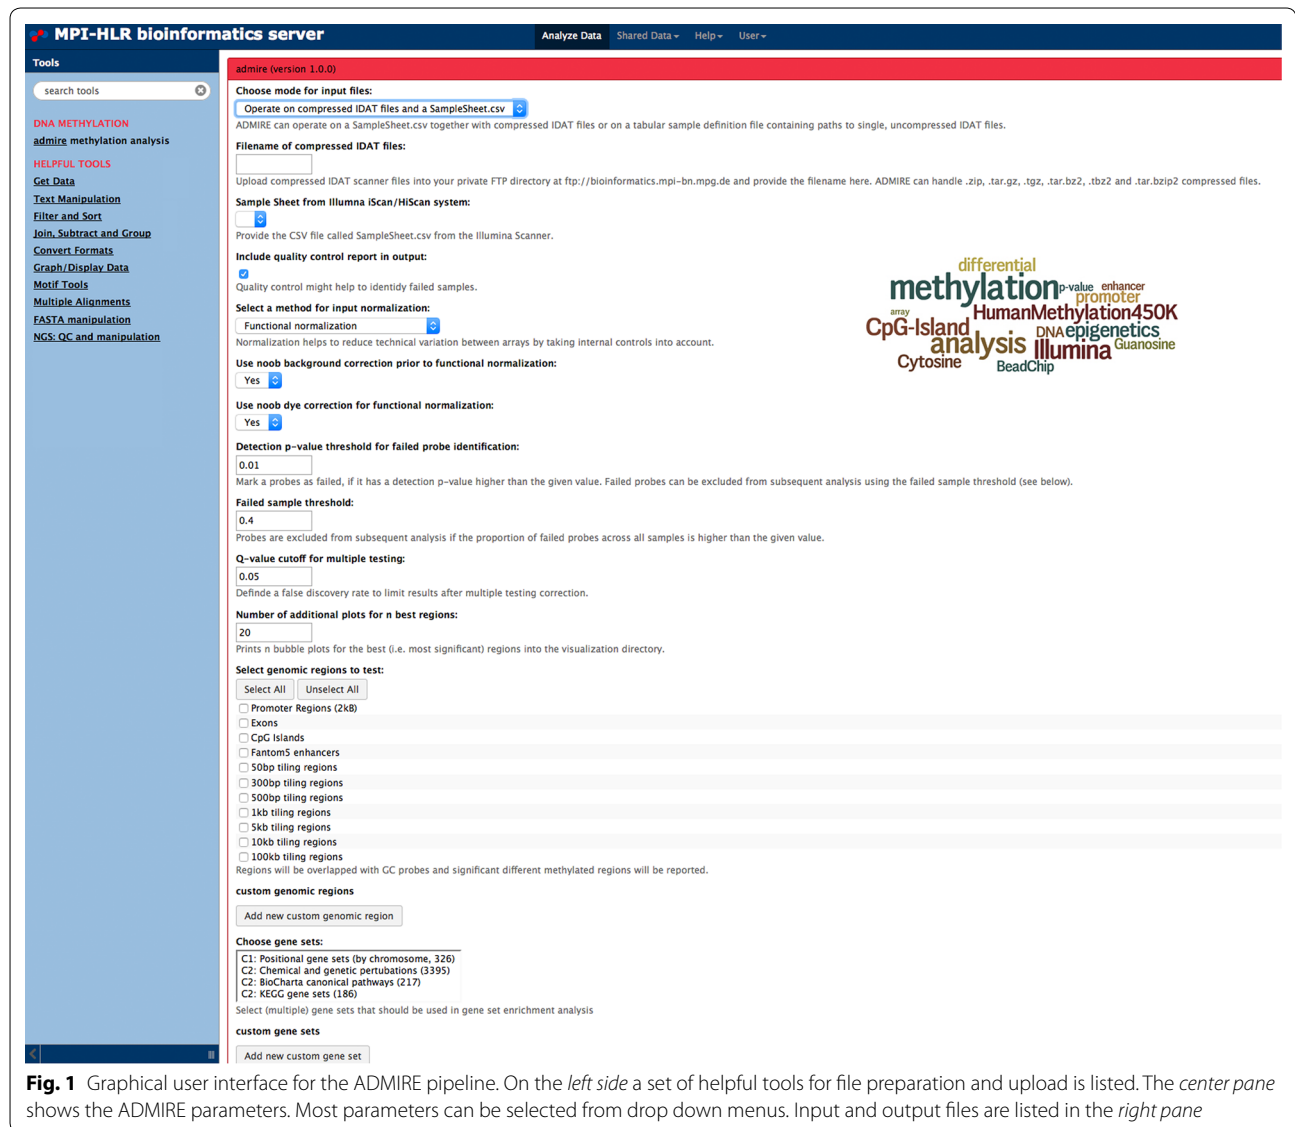 MPI-HLR bioinformatics server
Analyze Data Shared Data Help User
Tools
search tools
DNA METHYLATION
admire methylation analysis
HELPFUL TOOLS
Get Data
Text Manipulation
Filter and Sort
Join, Subtract and Group
Convert Formats
Graph/Display Data
Motif Tools
Multiple Alignments
FASTA manipulation
NGS: QC and manipulation
admire (version 1.0.0)
Choose mode for input files:
Operate on compressed IDAT files and a SampleSheet.csv
ADMIRE can operate on a SampleSheet.csv together with compressed IDAT files or on a tabular sample definition file containing paths to single, uncompressed IDAT files.
Filename of compressed IDAT files:
Upload compressed IDAT scanner files into your private FTP directory at ftp://bioinformatics.mpi-bn.mpg.de and provide the filename here. ADMIRE can handle .zip, .tar.gz, .tgz, .tar.bz2, .tbz2 and .tar.bzip2 compressed files.
Sample Sheet from Illumna iScan/HiScan system:
Provide the CSV file called SampleSheet.csv from the Illumina Scanner.
Include quality control report in output:
Quality control might help to identidy failed samples.
Select a method for input normalization:
Functional normalization
Normalization helps to reduce technical variation between arrays by taking internal controls into account.
Use noob background correction prior to functional normalization:
Yes
Use noob dye correction for functional normalization:
Yes
Detection p-value threshold for failed probe identification:
0.01
Mark a probes as failed, if it has a detection p-value higher than the given value. Failed probes can be excluded from subsequent analysis using the failed sample threshold (see below).
Failed sample threshold:
0.4
Probes are excluded from subsequent analysis if the proportion of failed probes across all samples is higher than the given value.
Q-value cutoff for multiple testing:
0.05
Definde a false discovery rate to limit results after multiple testing correction.
Number of additional plots for n best regions:
20
Prints n bubble plots for the best (i.e. most significant) regions into the visualization directory.
Select genomic regions to test:
Select All Unselect All
Promoter Regions (2kB)
Exons
CpG Islands
Fantom5 enhancers
50bp tiling regions
300bp tiling regions
500bp tiling regions
1kb tiling regions
5kb tiling regions
10kb tiling regions
100kb tiling regions
Regions will be overlapped with GC probes and significant different methylated regions will be reported.
custom genomic regions
Add new custom genomic region
Choose gene sets:
C1: Positional gene sets (by chromosome, 326)
C2: Chemical and genetic pertubations (3395)
C2: BioCharta canonical pathways (217)
C2: KEGG gene sets (186)
Select (multiple) gene sets that should be used in gene set enrichment analysis
custom gene sets
Add new custom gene set
differential
methylation p-value enhancer
promoter
array HumanMethylation450K
CpG-Island DNA epigenetics
analysis Illumina Guanosine
Cytosine BeadChip
Fig. 1 Graphical user interface for the ADMIRE pipeline. On the left side a set of helpful tools for file preparation and upload is listed. The center pane
shows the ADMIRE parameters. Most parameters can be selected from drop down menus. Input and output files are listed in the right pane